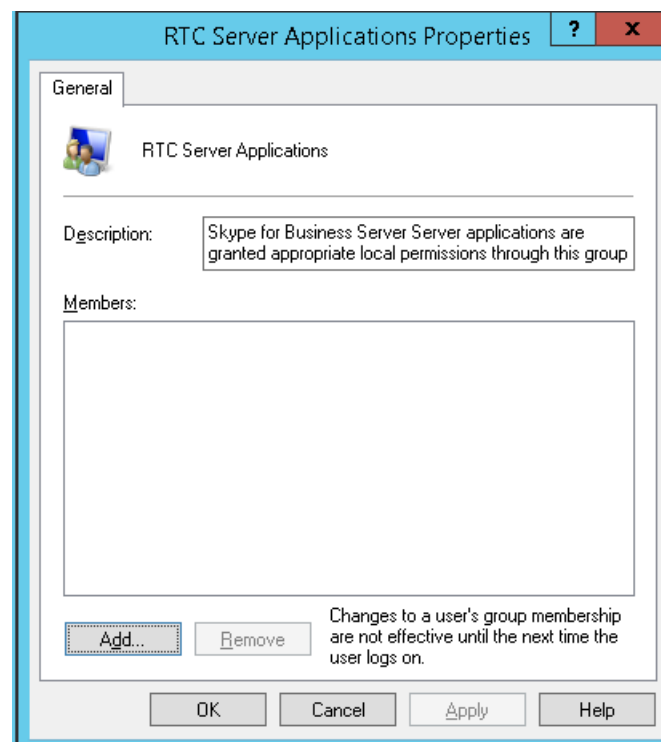 RTC Server Applications Properties
?
x
General
RTC Server Applications
Description:
Skype for Business Server Server applications are
granted appropriate local permissions through this group
Members:
Add...
Remove
Changes to a user's group membership
are not effective until the next time the
user logs on.
OK
Cancel
Apply
Help